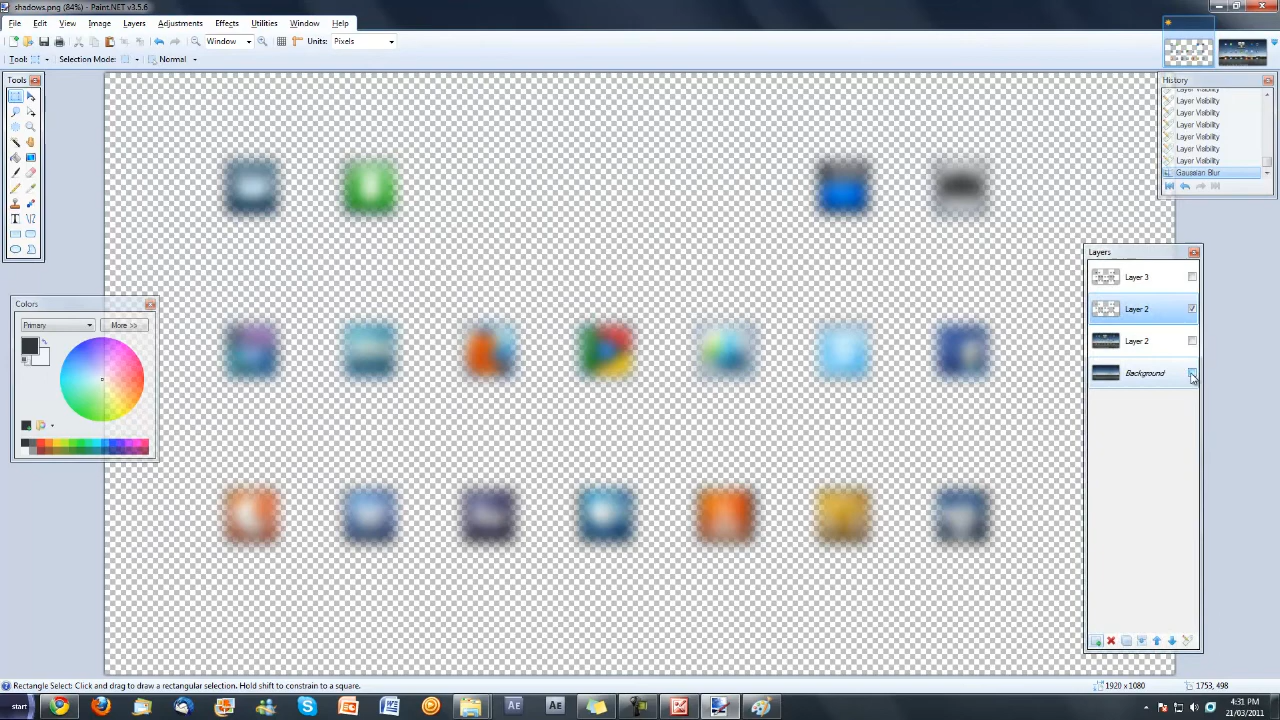 shadows.png (84%) - Paint.NET v3.5.6
File Edit View Image Layers Adjustments Effects Utilities Window Help
Window Units: Pixels
Tool: Selection Mode: Normal
Tools
History
Layer Visibility
Layer Visibility
Layer Visibility
Layer Visibility
Layer Visibility
Layer Visibility
Layer Visibility
Gaussian Blur
Layers
Layer 3
Layer 2
Layer 2
Background
Colors
Primary
More >>
Rectangle Select: Click and drag to draw a rectangular selection. Hold shift to constrain to a square.
1920 x 1080
1753, 498
start
Ae
Ae
4:31 PM
21/03/2011